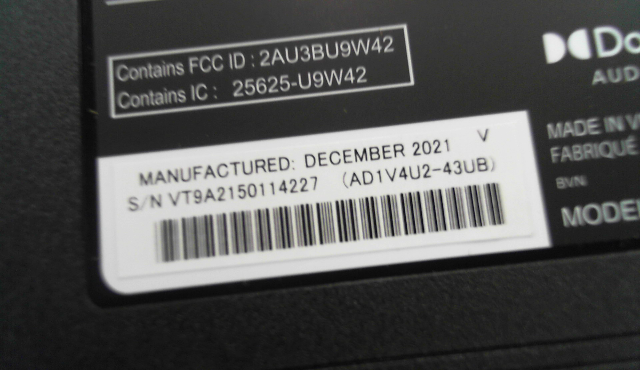 Contains FCC ID : 2AU3BU9W42
Contains IC : 25625-U9W42
AUD
MADE IN V
FABRIQUÉ
BVN:
MODE
MANUFACTURED: DECEMBER 2021 V
S/N VT9A2150114227 (AD1V4U2-43UB)